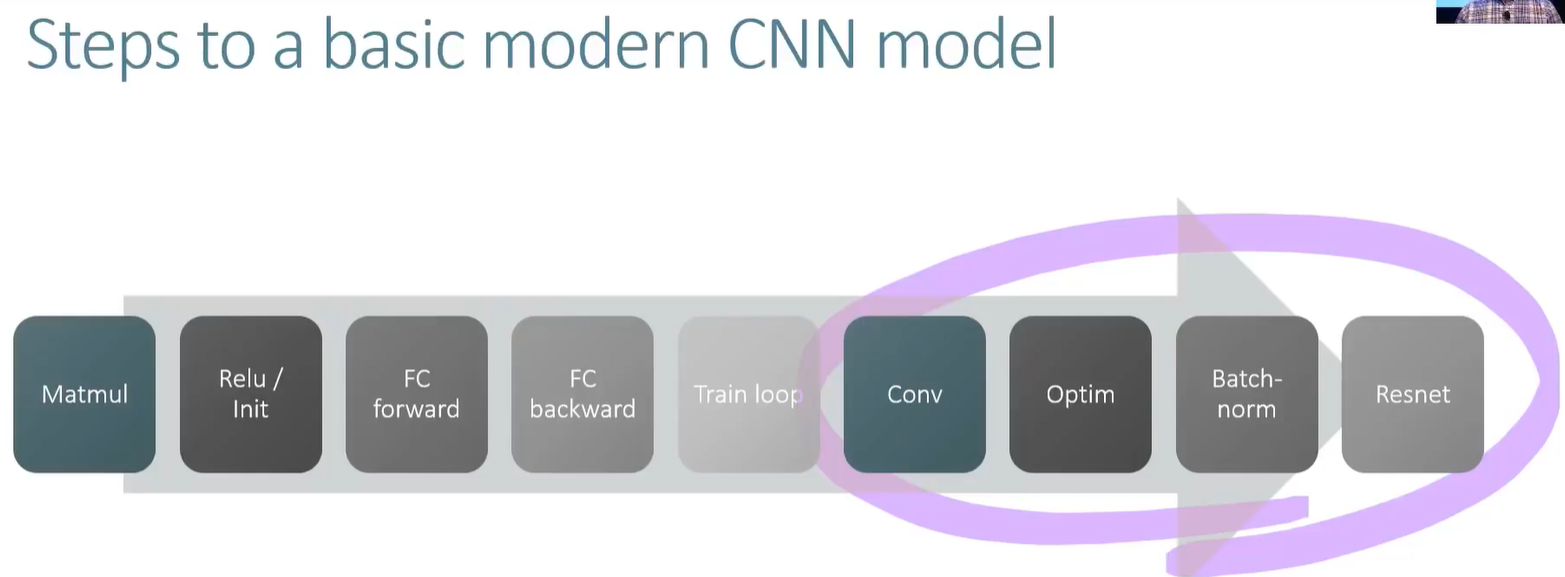 Steps to a basic modern CNN model
Matmul
Relu /
Init
FC
forward
FC
backward
Train loop
Conv
Optim
Batch-
norm
Resnet